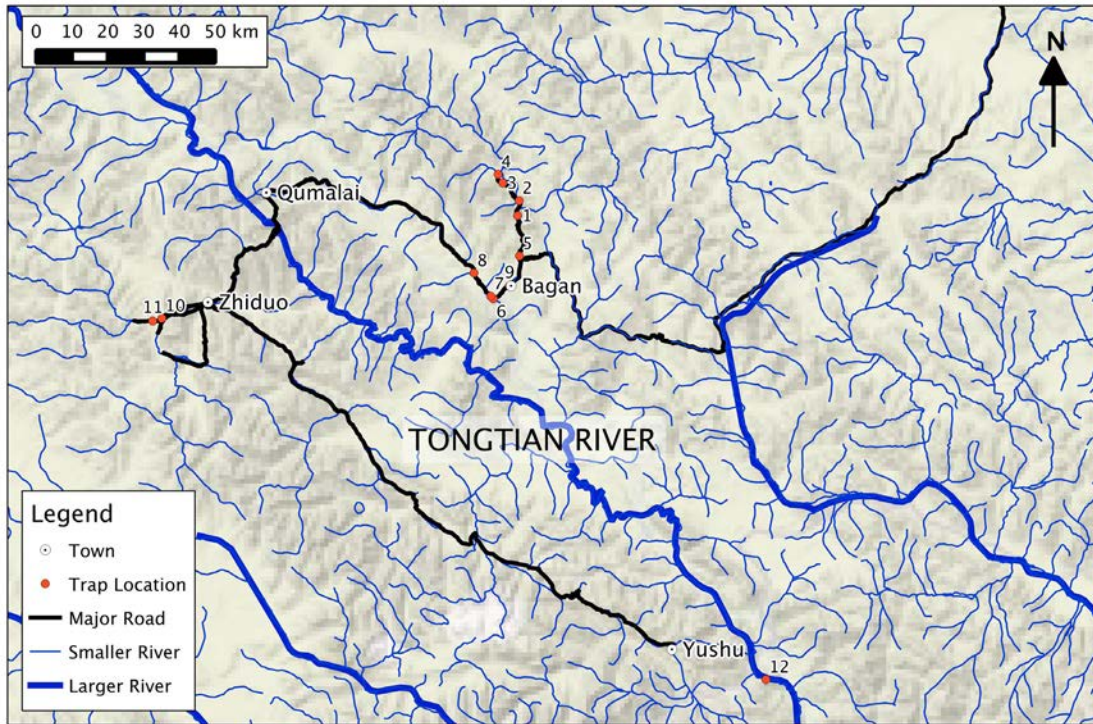 0 10 20 30 40 50 km
N
4
3
2
Qumalai
1
5
8
9
7
Bagan
6
11 10
Zhiduo
TONGTIAN RIVER
Legend
Town
Trap Location
Major Road
Smaller River
Larger River
Yushu
12